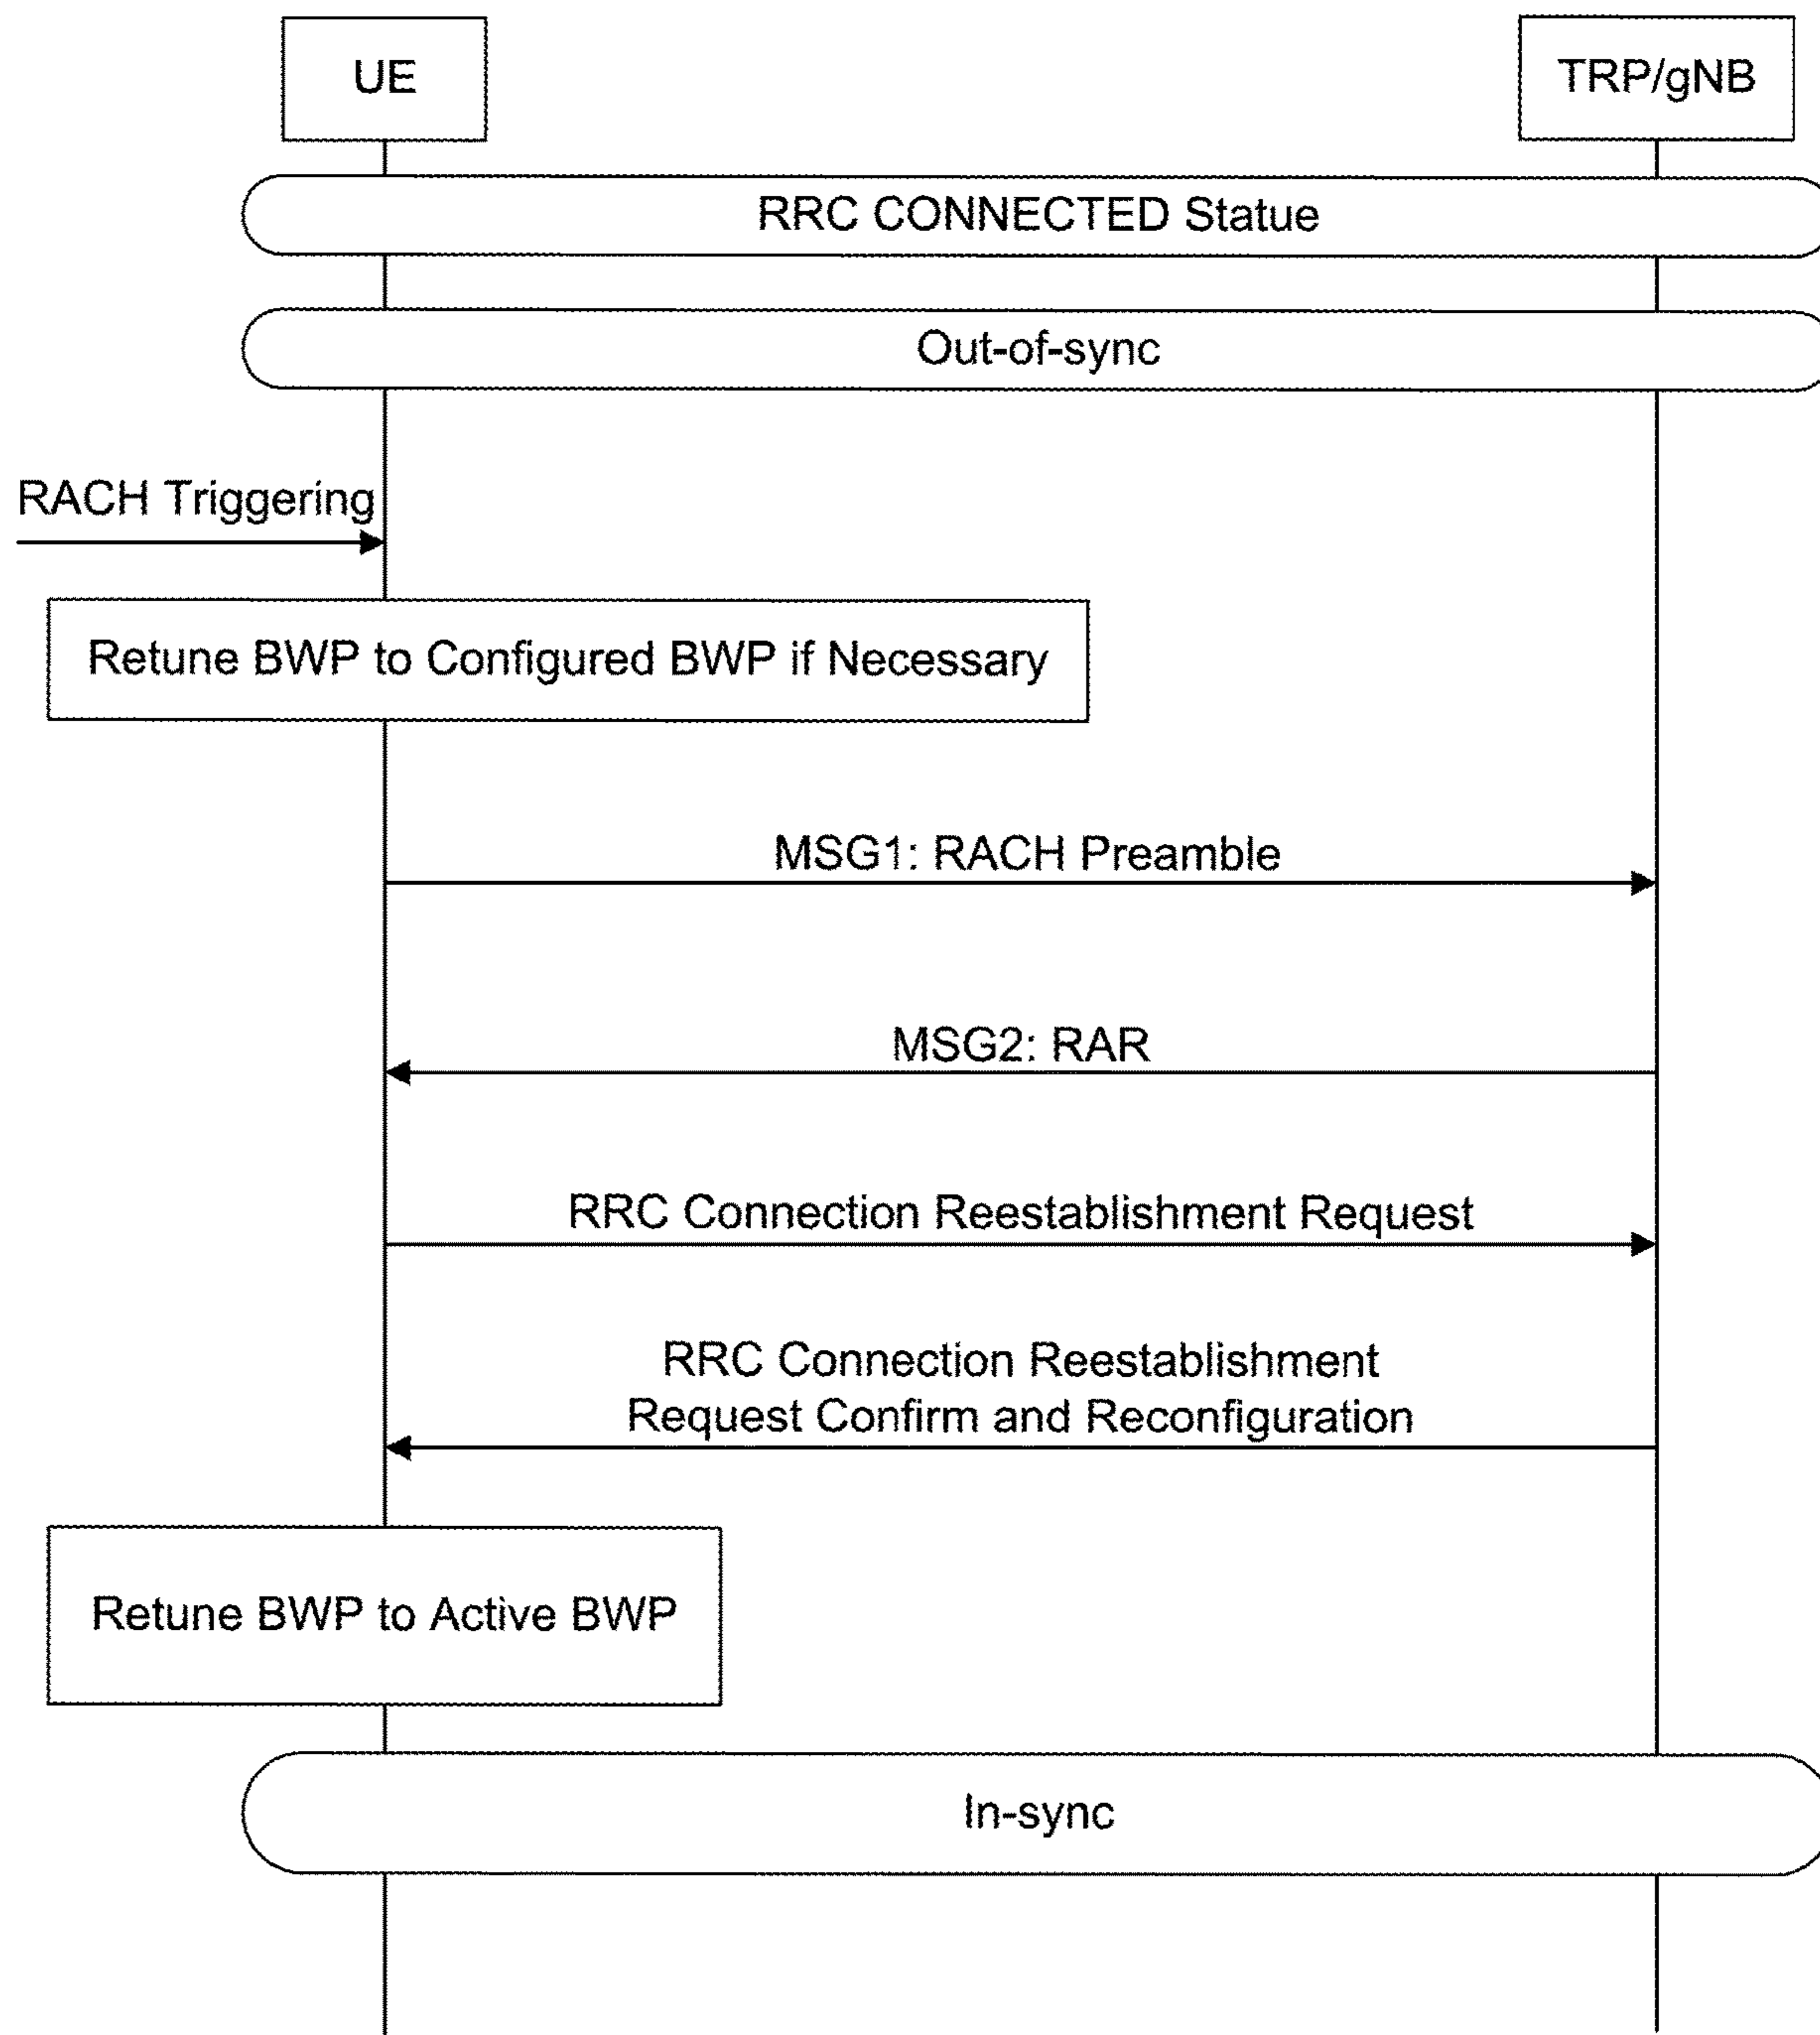 UE
TRP/gNB
RRC CONNECTED Statue
Out-of-sync
RACH Triggering
Retune BWP to Configured BWP if Necessary
MSG1: RACH Preamble
MSG2: RAR
RRC Connection Reestablishment Request
RRC Connection Reestablishment
Request Confirm and Reconfiguration
Retune BWP to Active BWP
In-sync